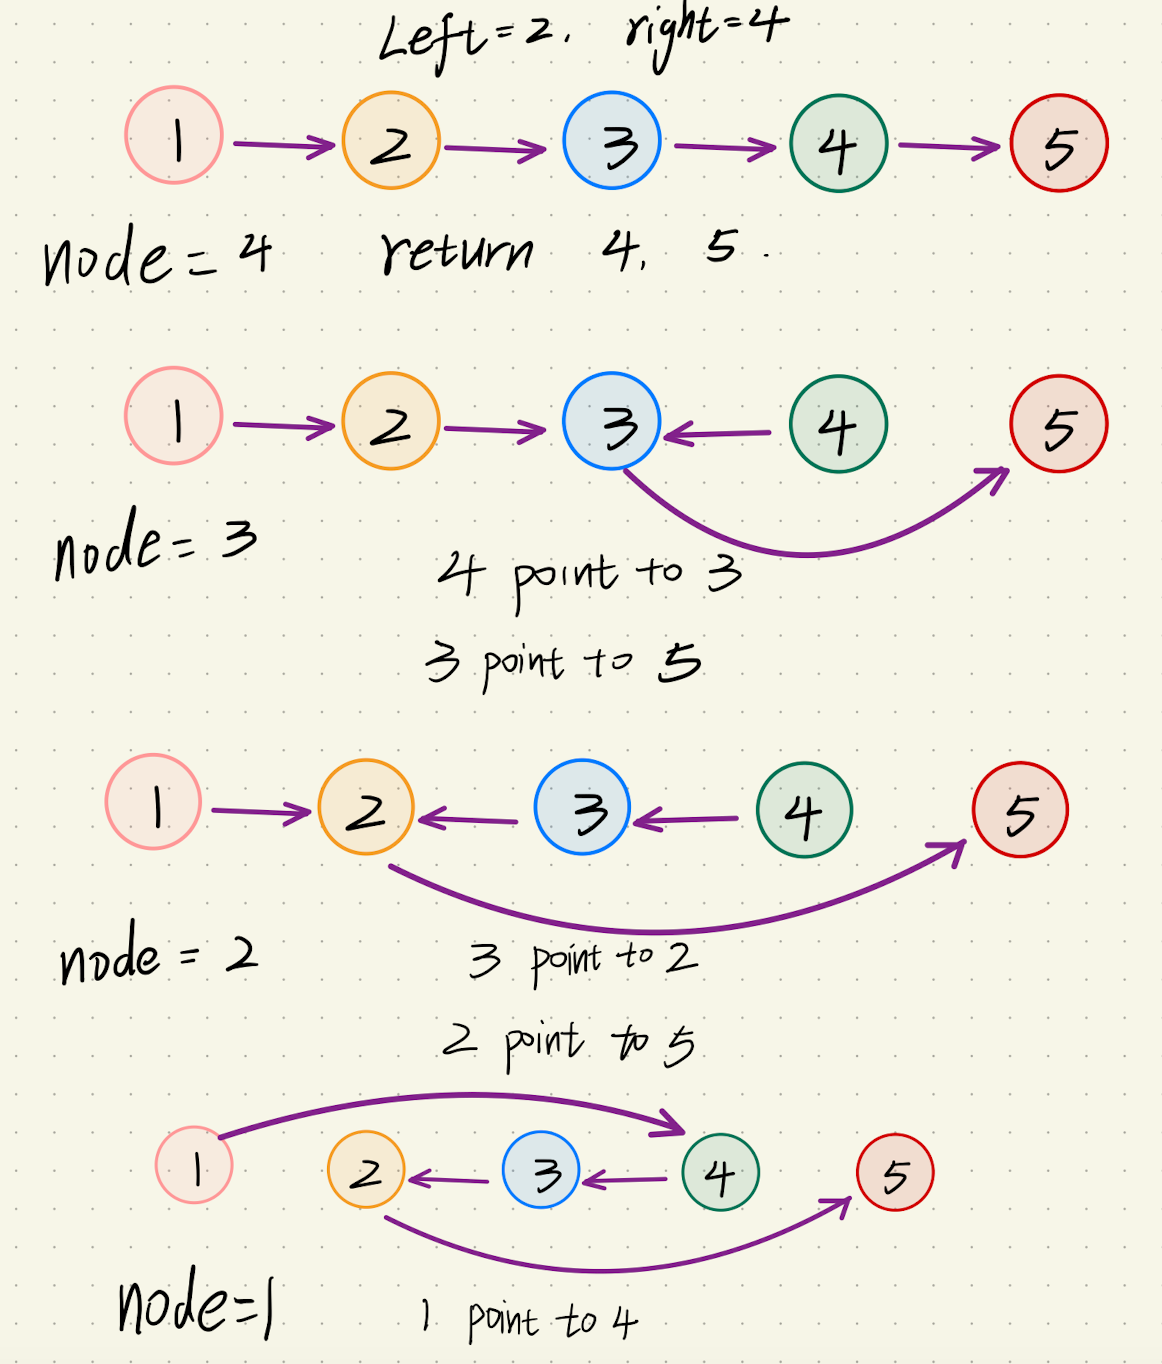 Left=2, right=4
1 2 3 4 5
node=4 return 4, 5.
1 2 3 4 5
node=3
4 point to 3
3 point to 5
1 2 3 4 5
node = 2 3 point to 2
2 point to 5
1 2 3 4 5
node=1 1 point to 4